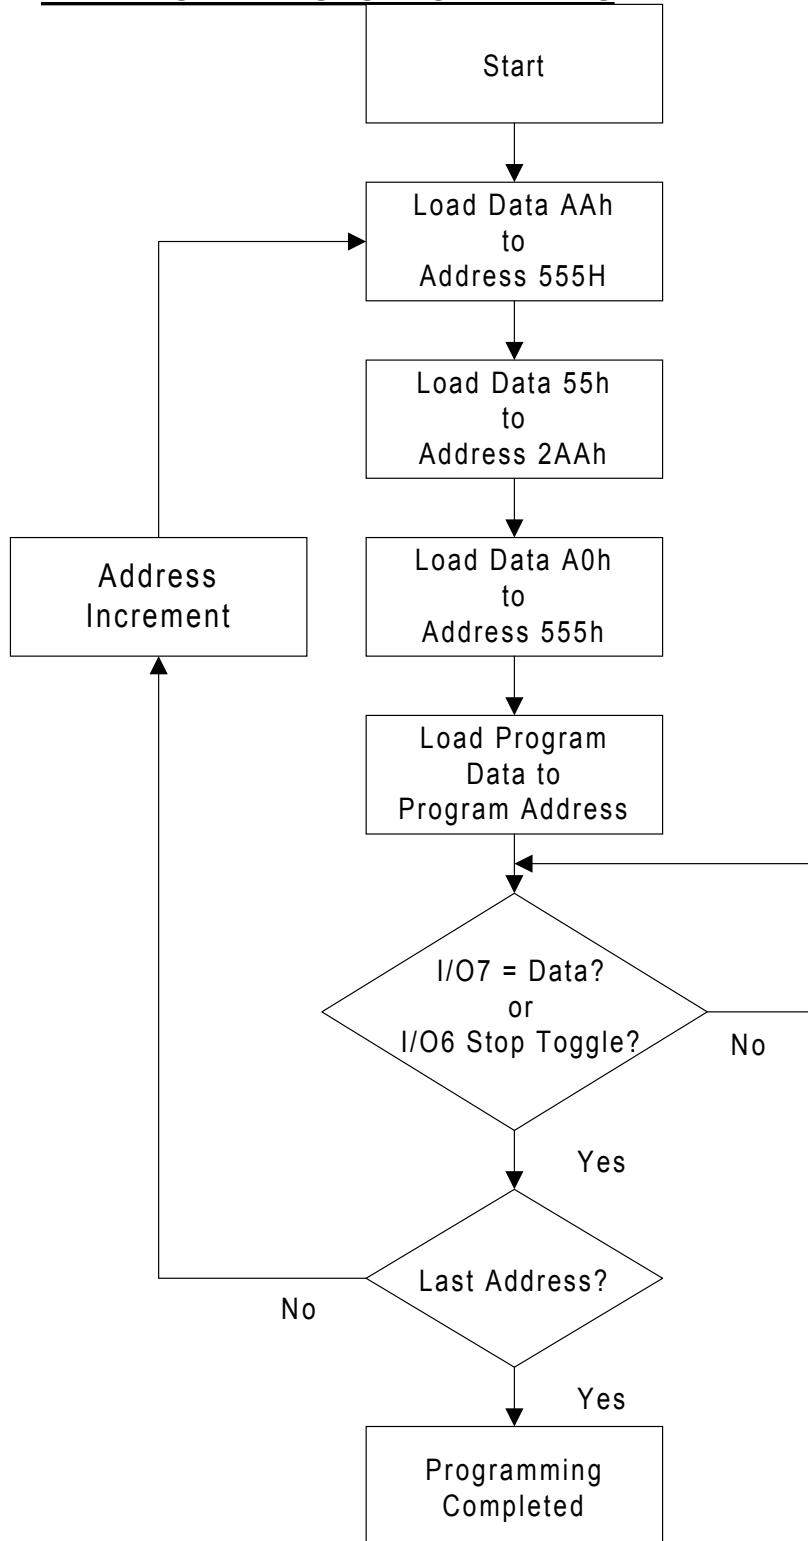 Start
Load Data AAh
to
Address 555H
Load Data 55h
to
Address 2AAh
Address
Increment
Load Data A0h
to
Address 555h
Load Program
Data to
Program Address
I/O7 = Data?
or
I/O6 Stop Toggle?
No
Yes
Last Address?
No
Yes
Programming
Completed